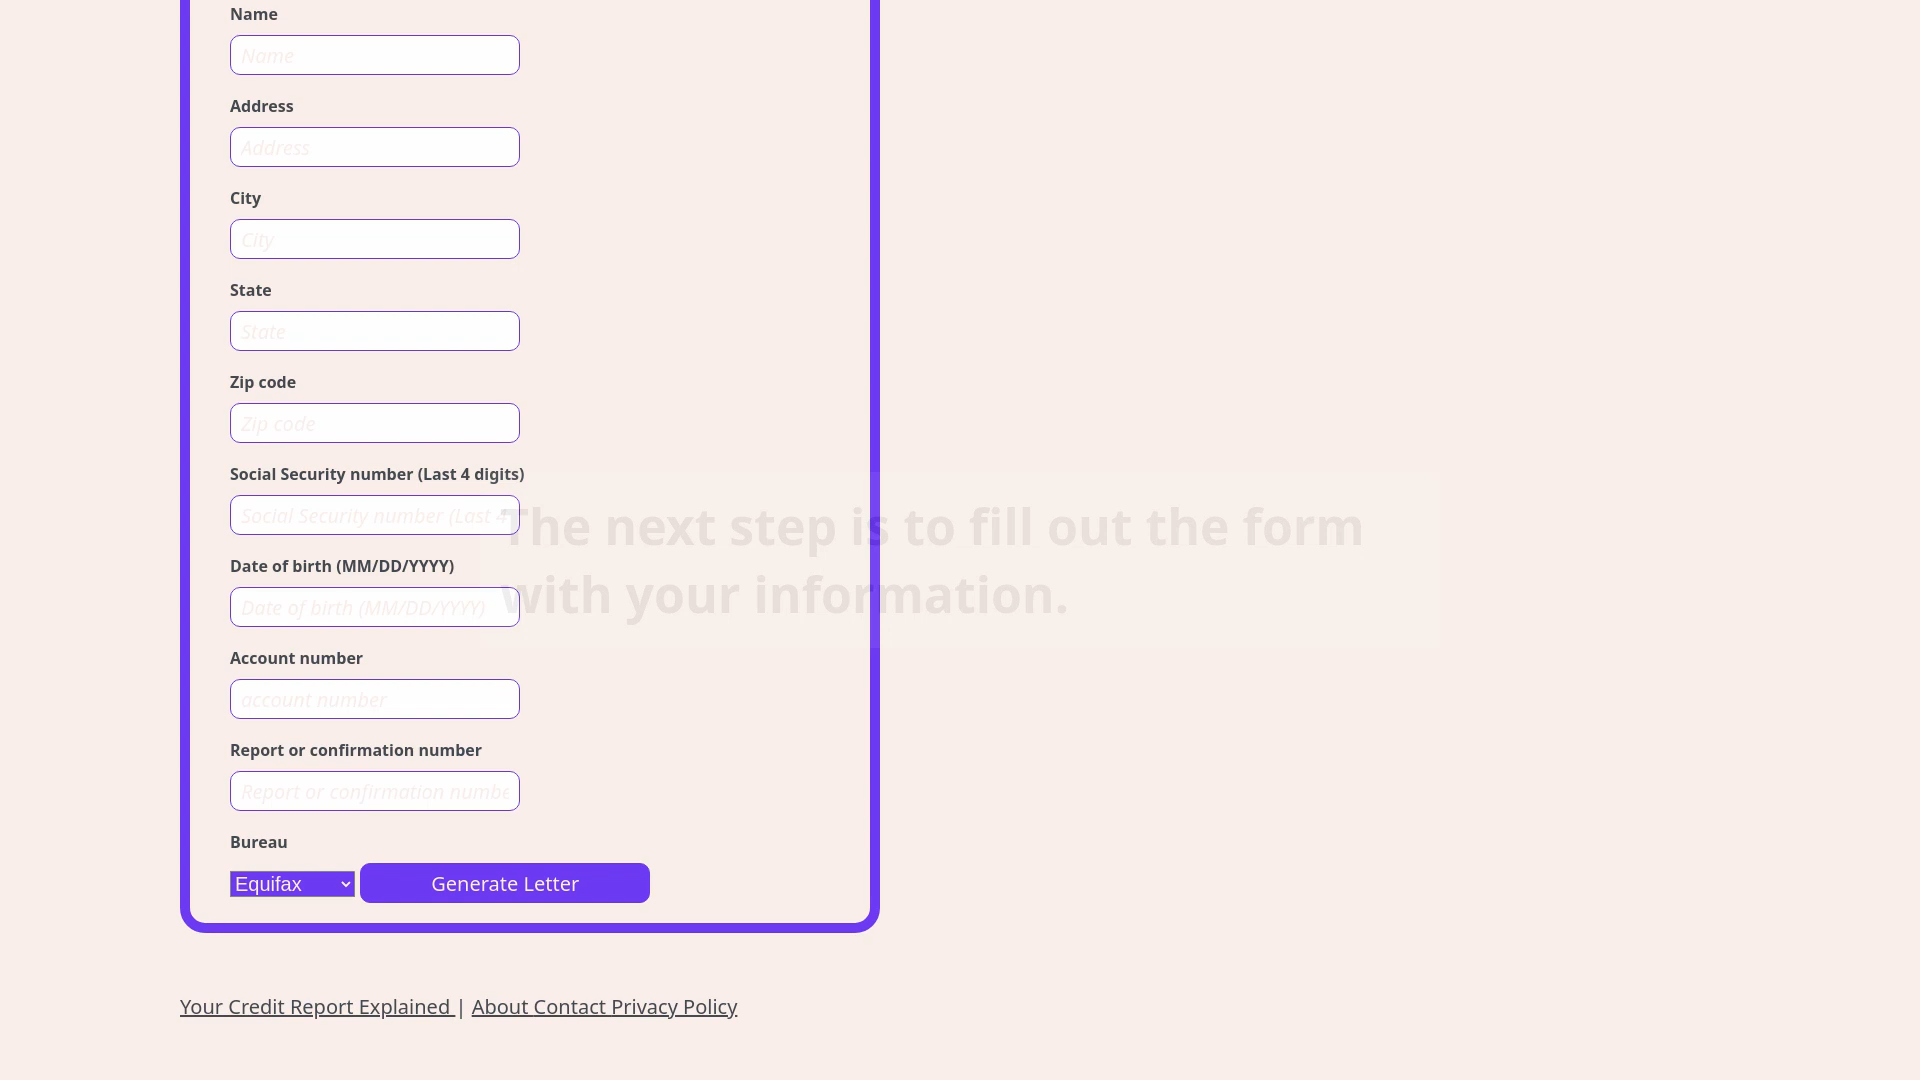 Name
Name
Address
Address
City
City
State
State
Zip code
Zip code
Social Security number (Last 4 digits)
Social Security number (Last 4
The next step is to fill out the form
with your information.
Date of birth (MM/DD/YYYY)
Date of birth (MM/DD/YYYY)
Account number
account number
Report or confirmation number
Report or confirmation numbe
Bureau
Equifax
Generate Letter
Your Credit Report Explained | About Contact Privacy Policy